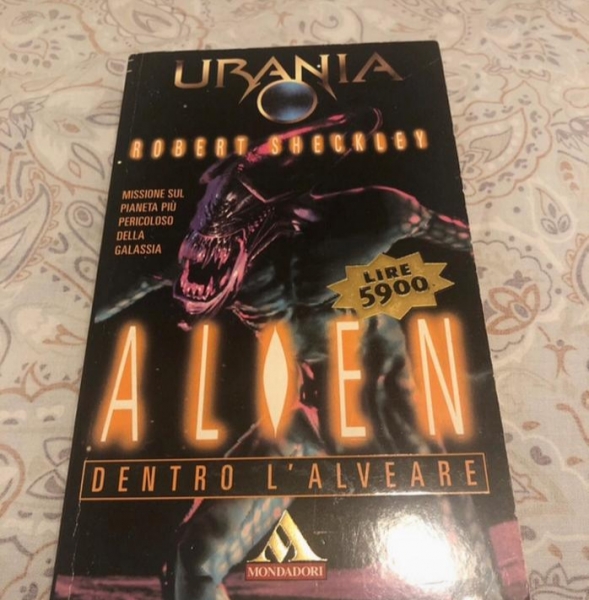 URANIA
ROBERT SHECKLEY
MISSIONE SUL
PIANETA PIÙ
PERICOLOSO
DELLA
GALASSIA
LIRE
5900
ALIEN
DENTRO L'ALVEARE
MONDADORI